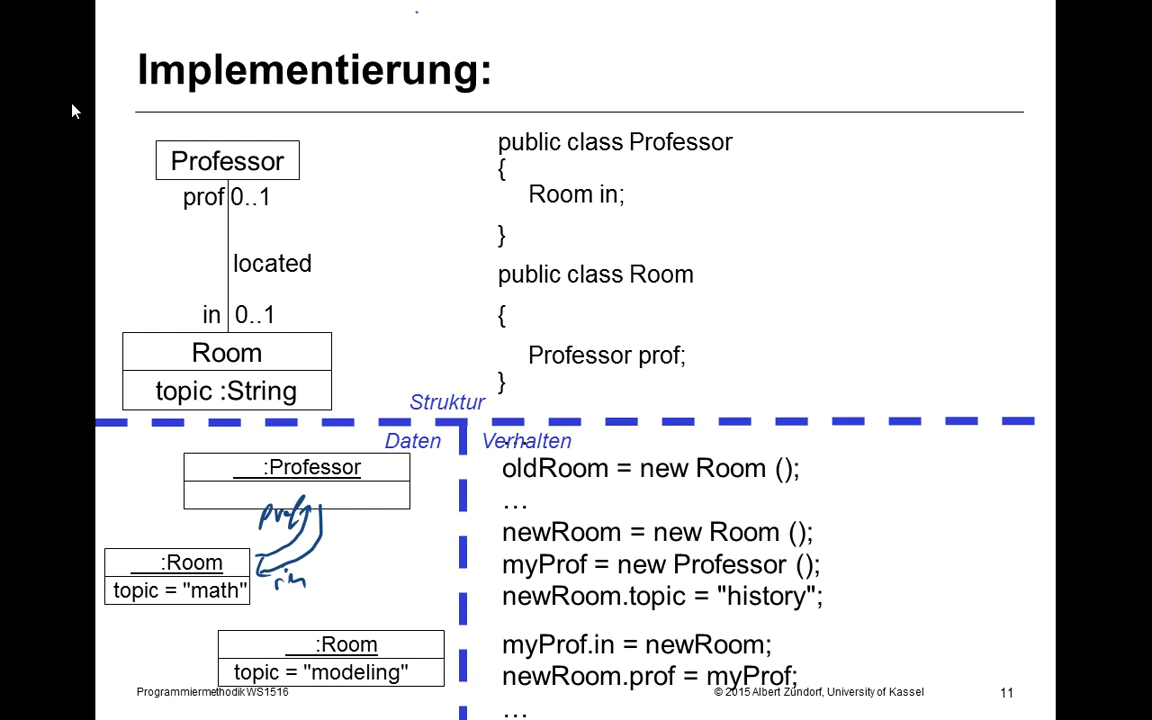 Implementierung:
Professor
prof 0..1
located
in 0..1
Room
topic :String
public class Professor
{
Room in;
}
public class Room
{
Professor prof;
}
Struktur
Daten
Verhalten
:Professor
prof
in
:Room
topic = "math"
:Room
topic = "modeling"
…
oldRoom = new Room ();
…
newRoom = new Room ();
myProf = new Professor ();
newRoom.topic = "history";
myProf.in = newRoom;
newRoom.prof = myProf;
…
Programmiermethodik WS1516
© 2015 Albert Zündorf, University of Kassel
11